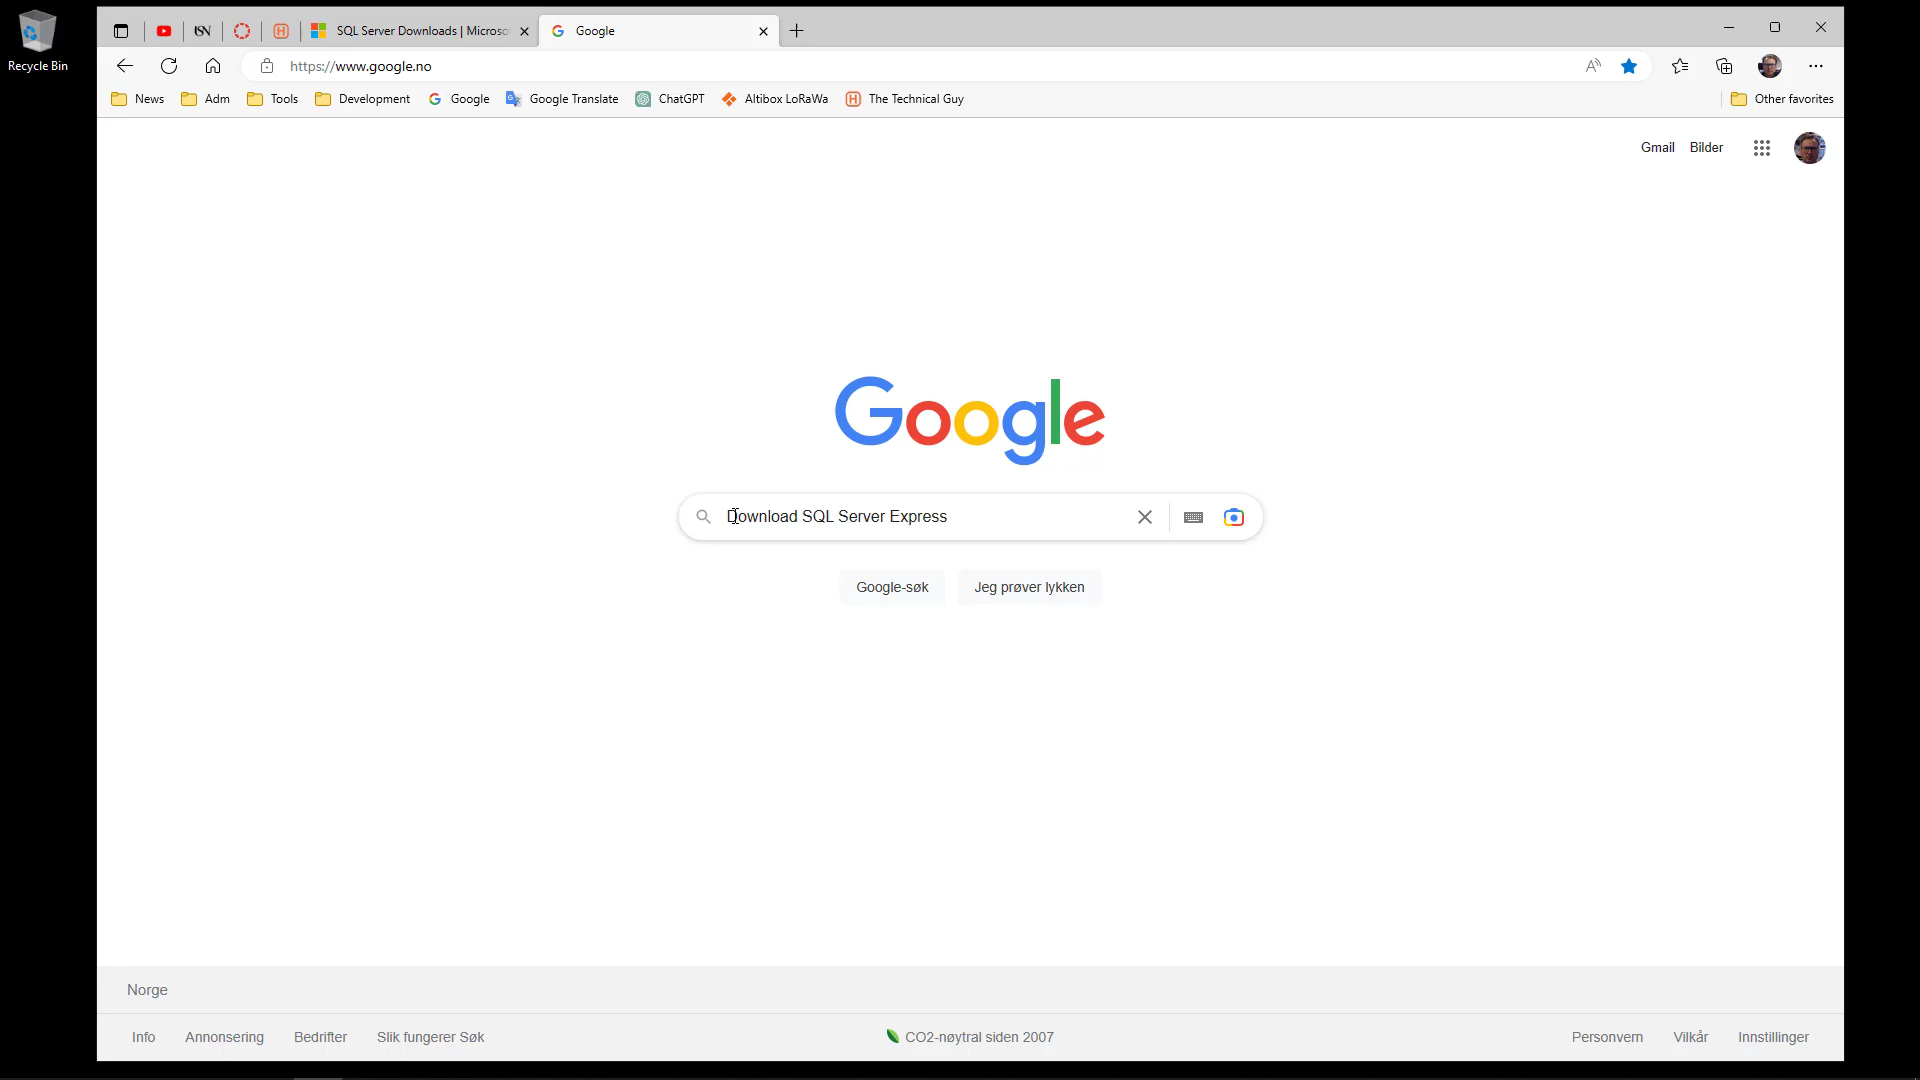 Recycle Bin
SQL Server Downloads | Microso
Google
https://www.google.no
News
Adm
Tools
Development
Google
Google Translate
ChatGPT
Altibox LoRaWa
The Technical Guy
Other favorites
Gmail
Bilder
Google
Download SQL Server Express
Google-søk
Jeg prøver lykken
Norge
Info
Annonsering
Bedrifter
Slik fungerer Søk
CO2-nøytral siden 2007
Personvern
Vilkår
Innstillinger